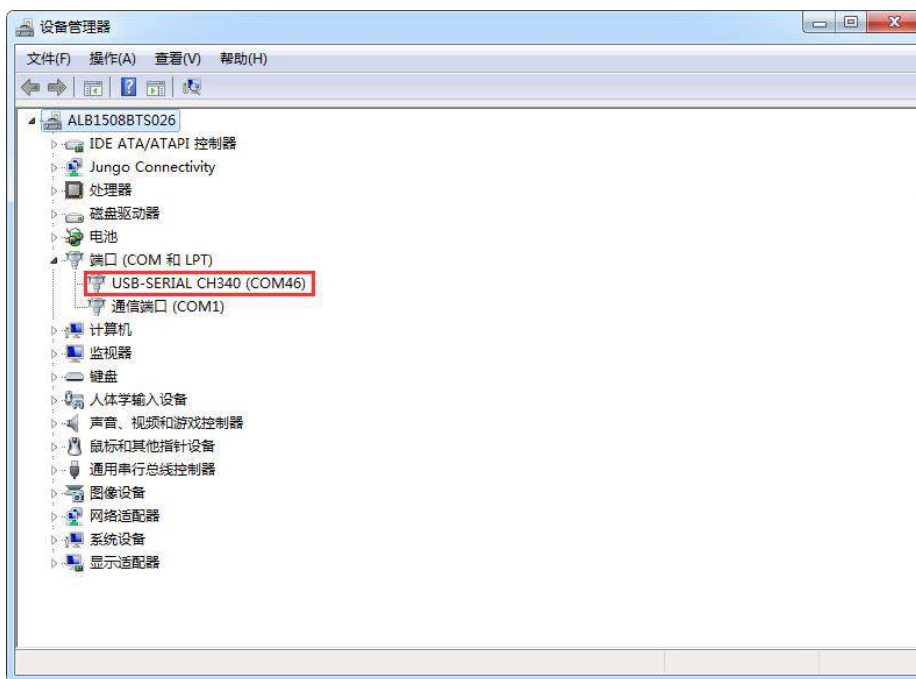 设备管理器
文件(F) 操作(A) 查看(V) 帮助(H)
ALB1508BTS026
IDE ATA/ATAPI 控制器
Jungo Connectivity
处理器
磁盘驱动器
电池
端口 (COM 和 LPT)
USB-SERIAL CH340 (COM46)
通信端口 (COM1)
计算机
监视器
键盘
人体学输入设备
声音、视频和游戏控制器
鼠标和其他指针设备
通用串行总线控制器
图像设备
网络适配器
系统设备
显示适配器